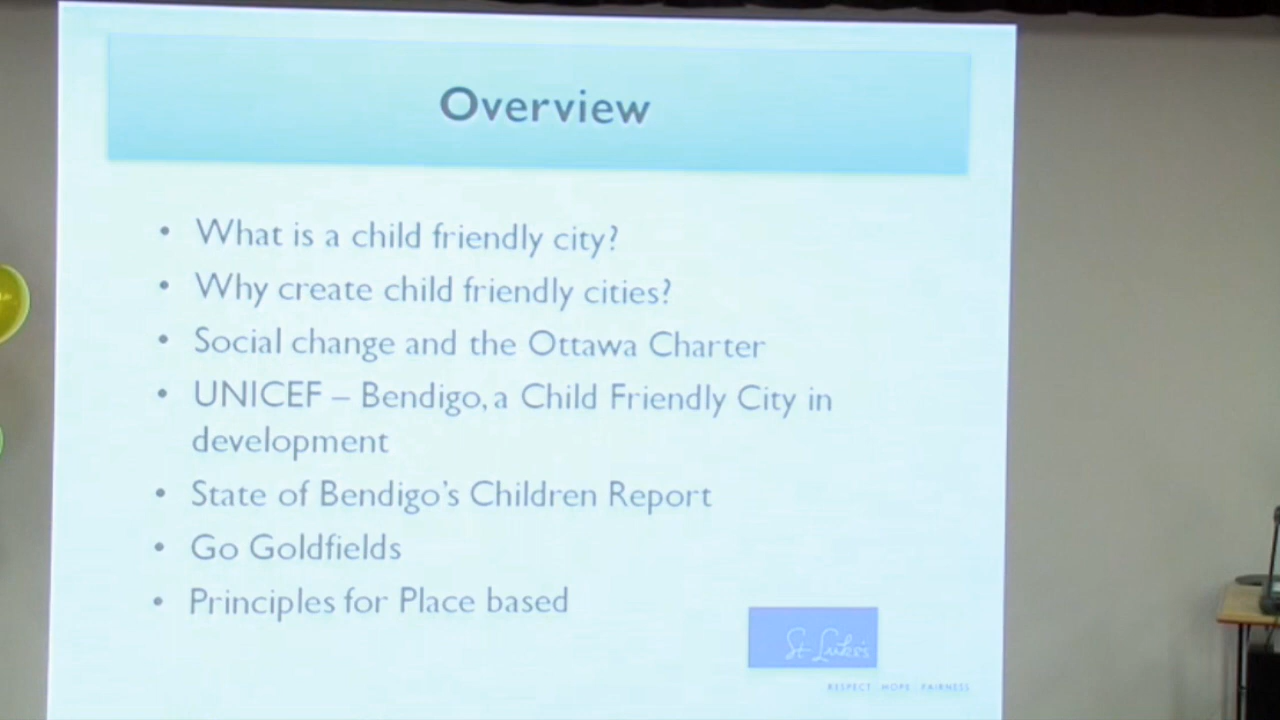 Overview
• What is a child friendly city?
• Why create child friendly cities?
• Social change and the Ottawa Charter
• UNICEF – Bendigo, a Child Friendly City in
development
• State of Bendigo's Children Report
• Go Goldfields
• Principles for Place based
St Luke's
RESPECT HOPE FAIRNESS